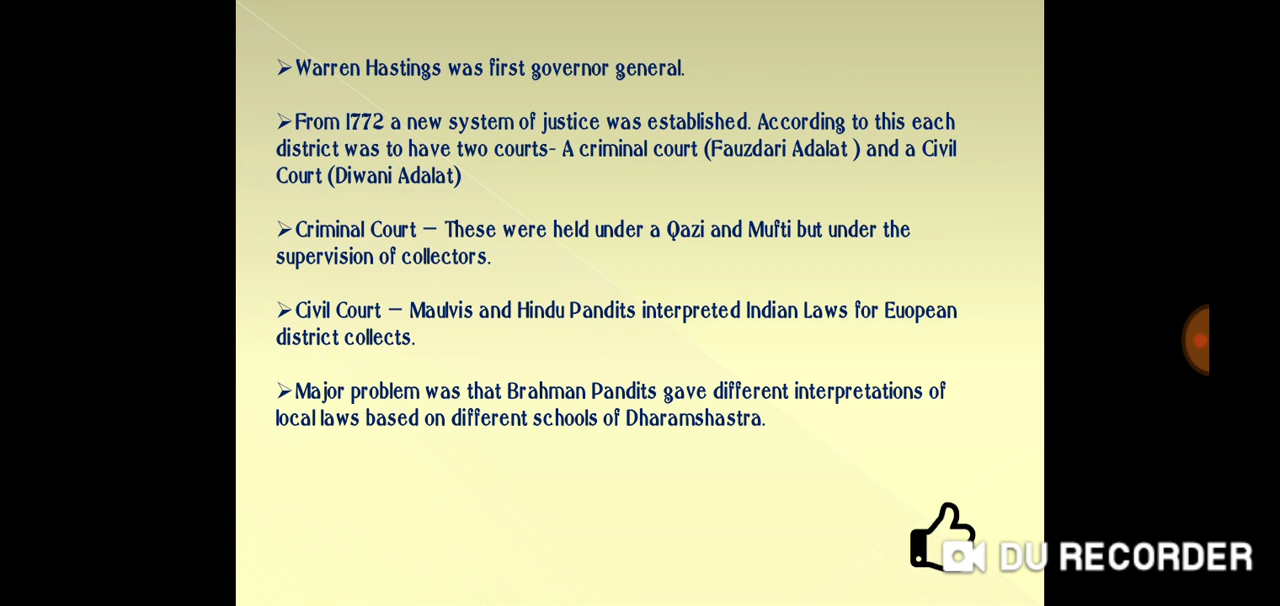 ➢Warren Hastings was first governor general.
➢From 1772 a new system of justice was established. According to this each
district was to have two courts- A criminal court (Fauzdari Adalat ) and a Civil
Court (Diwani Adalat)
➢Criminal Court – These were held under a Qazi and Mufti but under the
supervision of collectors.
➢Civil Court – Maulvis and Hindu Pandits interpreted Indian Laws for Euopean
district collects.
➢Major problem was that Brahman Pandits gave different interpretations of
local laws based on different schools of Dharamshastra.
DU RECORDER